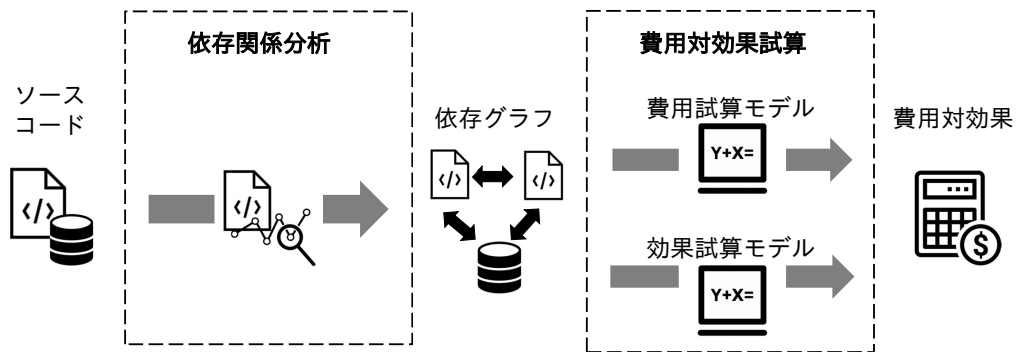 依存関係分析
費用対効果試算
ソース
コード
依存グラフ
費用試算モデル
費用対効果
</>
</>
</>
</>
Y+X=
$
効果試算モデル
Y+X=